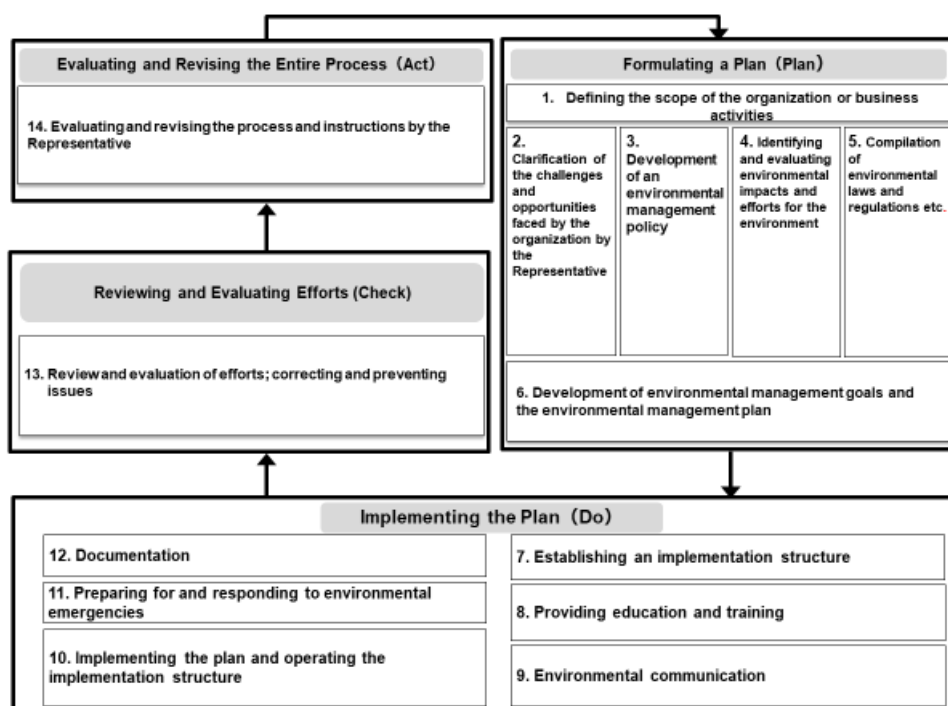 Evaluating and Revising the Entire Process (Act)
14. Evaluating and revising the process and instructions by the
Representative
Formulating a Plan (Plan)
1. Defining the scope of the organization or business
activities
2.
Clarification of
the challenges
and
opportunities
faced by the
organization by
the
Representative
3.
Development
of an
environmental
management
policy
4. Identifying
and evaluating
environmental
impacts and
efforts for the
environment
5. Compilation
of
environmental
laws and
regulations etc.
6. Development of environmental management goals and
the environmental management plan
Reviewing and Evaluating Efforts (Check)
13. Review and evaluation of efforts; correcting and preventing
issues
Implementing the Plan (Do)
12. Documentation
11. Preparing for and responding to environmental
emergencies
10. Implementing the plan and operating the
implementation structure
7. Establishing an implementation structure
8. Providing education and training
9. Environmental communication